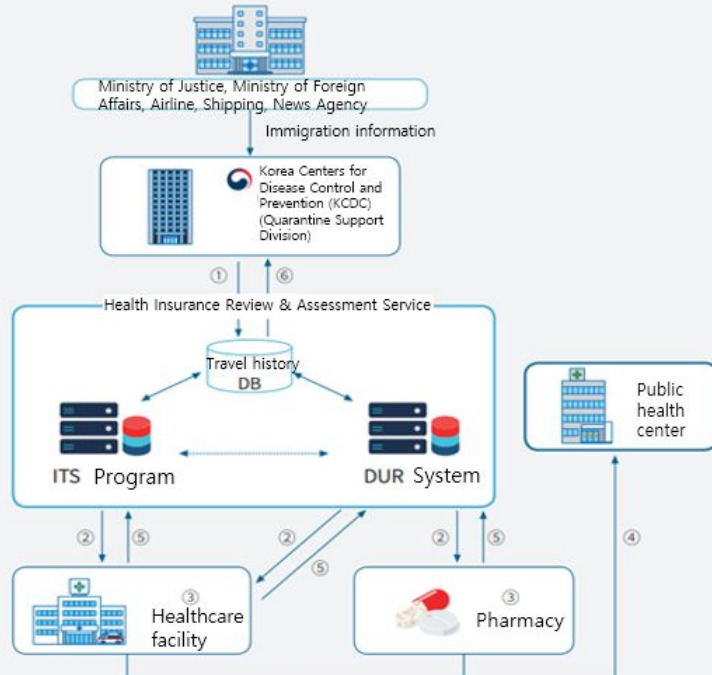 Ministry of Justice, Ministry of Foreign
Affairs, Airline, Shipping, News Agency
Immigration information
Korea Centers for
Disease Control and
Prevention (KCDC)
(Quarantine Support
Division)
① ⑥
Health Insurance Review & Assessment Service
Travel history
DB
ITS Program
DUR System
Public
health
center
② ⑤ ② ⑤ ② ⑤ ④
③
Healthcare
facility
③
Pharmacy